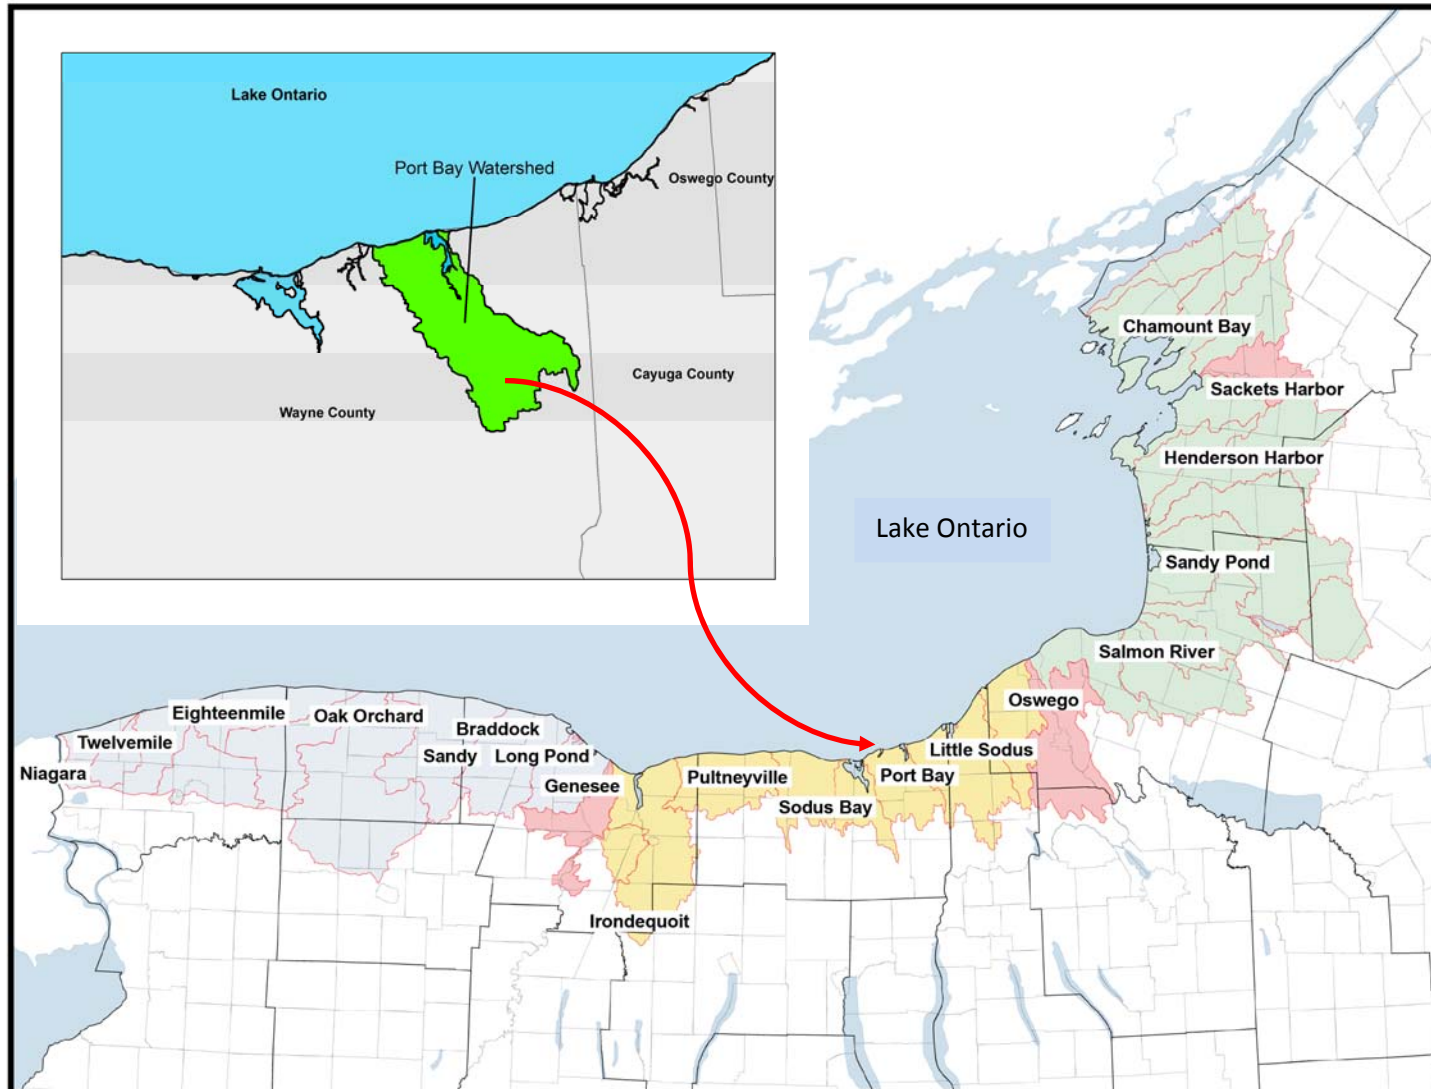 Lake Ontario
Port Bay Watershed
Oswego County
Cayuga County
Wayne County
Chamount Bay
Sackets Harbor
Henderson Harbor
Lake Ontario
Sandy Pond
Salmon River
Oswego
Eighteenmile
Oak Orchard
Braddock
Twelvemile
Sandy
Long Pond
Little Sodus
Niagara
Genesee
Pultneyville
Port Bay
Sodus Bay
Irondequoit